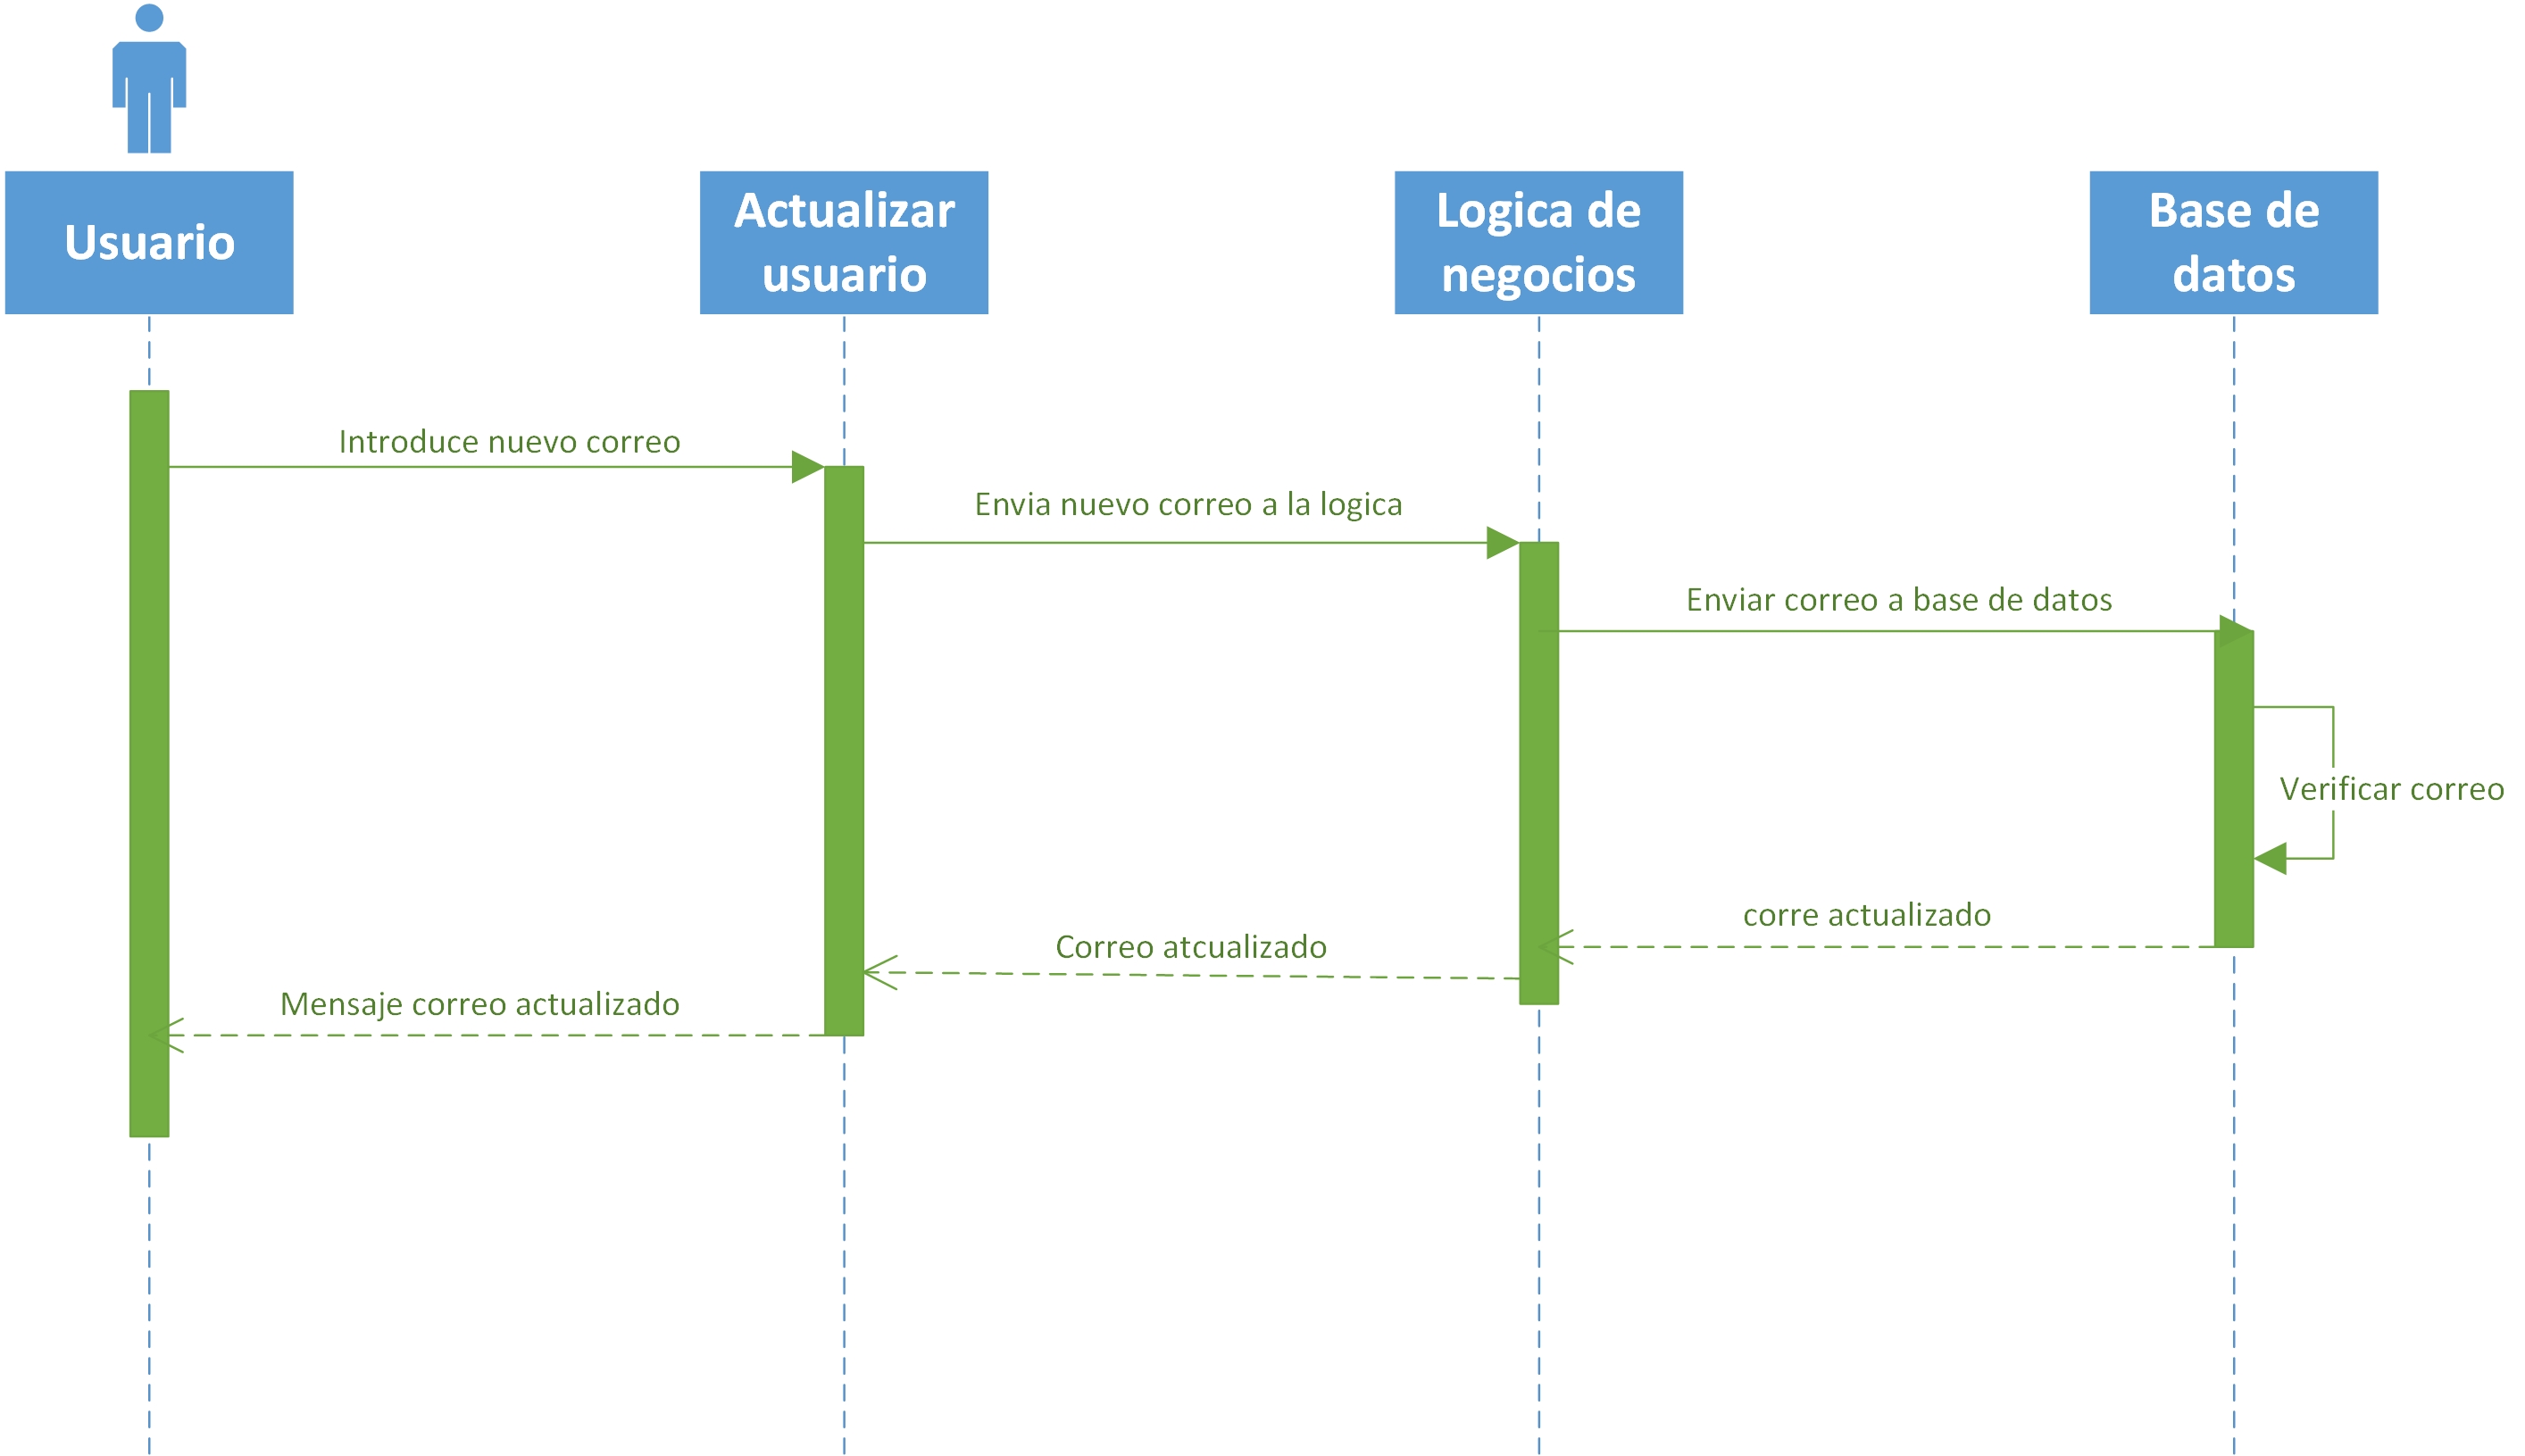 Usuario
Actualizar
usuario
Logica de
negocios
Base de
datos
Introduce nuevo correo
Envia nuevo correo a la logica
Enviar correo a base de datos
Verificar correo
corre actualizado
Correo atcualizado
Mensaje correo actualizado